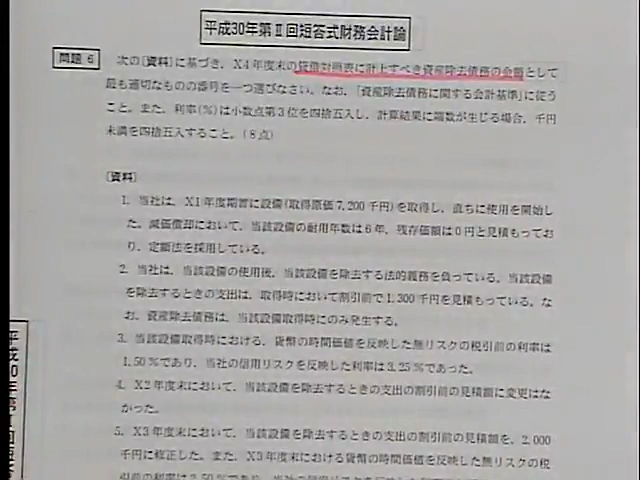 平成30年第Ⅱ回短答式財務会計論
問題 6
次の〔資料〕に基づき、X4年度末の貸借対照表に計上すべき資産除去債務の金額として
最も適切なものの番号を一つ選びなさい。なお、「資産除去債務に関する会計基準」に従う
こと。また、利率(%)は小数点第3位を四捨五入し、計算結果に端数が生じる場合、千円
未満を四捨五入すること。(8点)
〔資料〕
1. 当社は、X1年度期首に設備(取得原価7,200千円)を取得し、直ちに使用を開始し
た。減価償却において、当該設備の耐用年数は6年、残存価額は0円と見積もってお
り、定額法を採用している。
2. 当社は、当該設備の使用後、当該設備を除去する法的義務を負っている。当該設備
を除去するときの支出は、取得時において割引前で1,300千円を見積もっている。な
お、資産除去債務は、当該設備取得時にのみ発生する。
3. 当該設備取得時における、貨幣の時間価値を反映した無リスクの税引前の利率は
1.50%であり、当社の信用リスクを反映した利率は3.25%であった。
4. X2年度末において、当該設備を除去するときの支出の割引前の見積額に変更はな
かった。
5. X3年度末において、当該設備を除去するときの支出の割引前の見積額を、2,000
千円に修正した。また、X3年度末における貨幣の時間価値を反映した無リスクの税